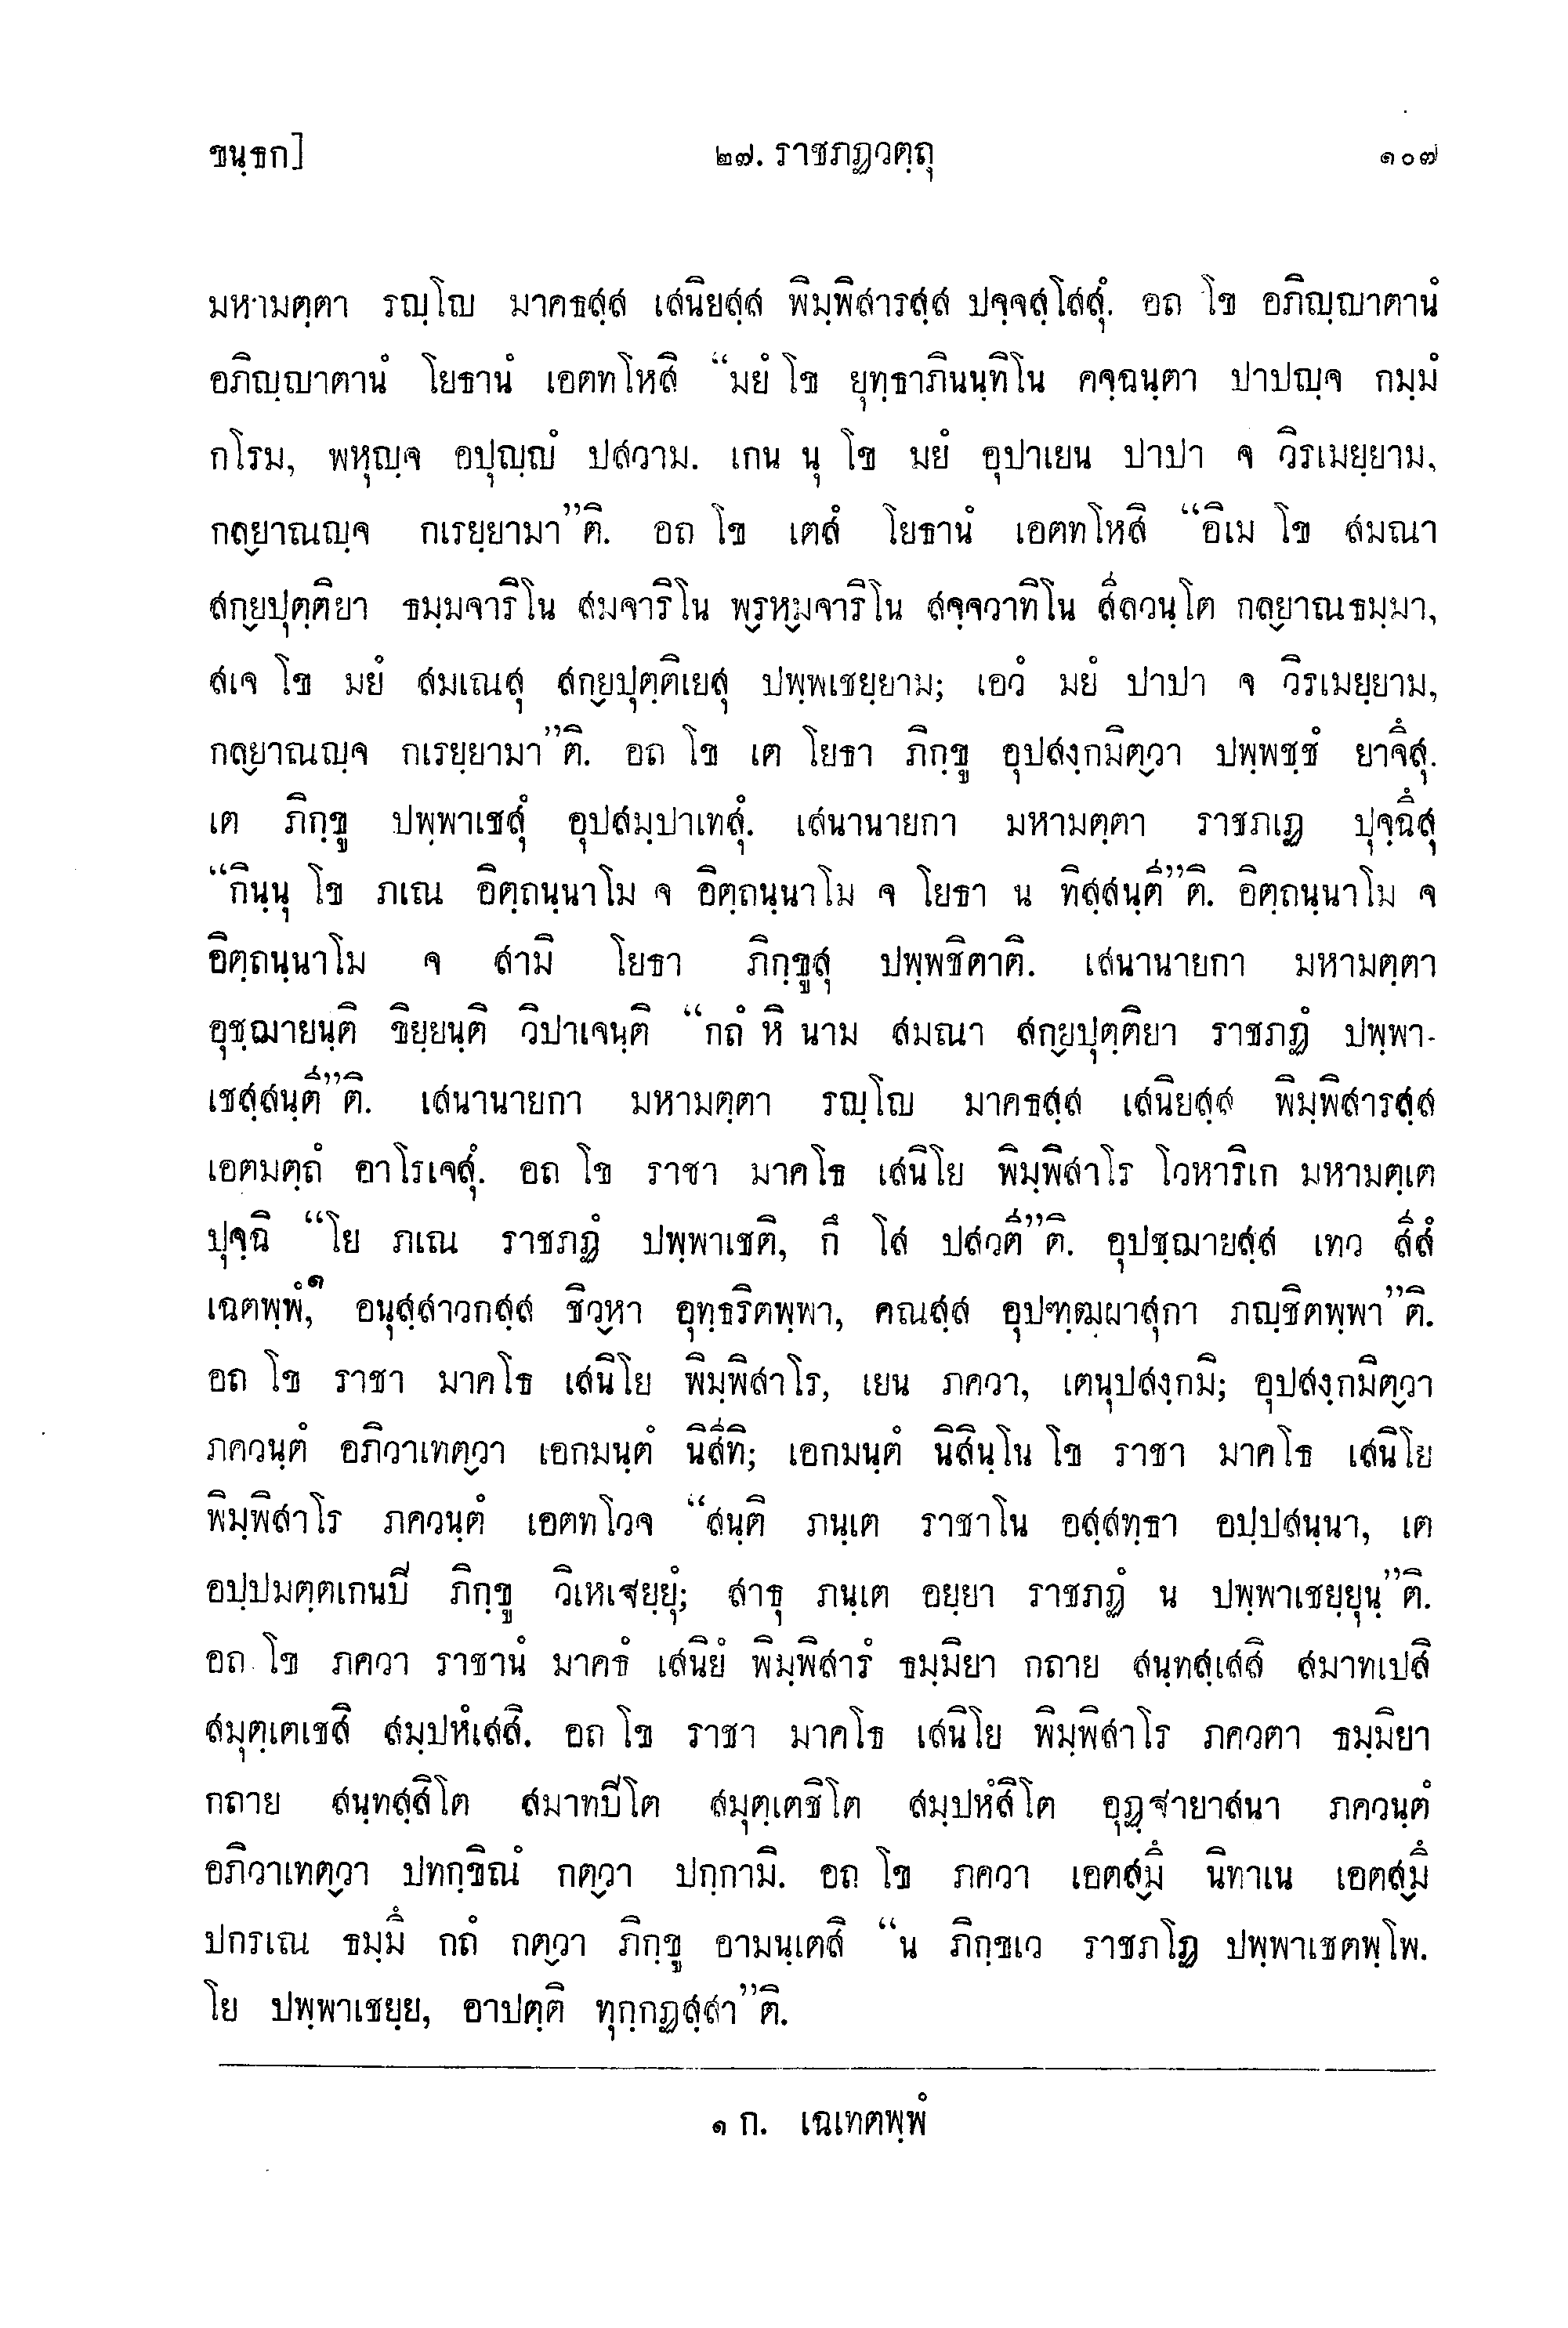 ขนฺธก]
๒๗. ราชภฏวตฺถุ
๑๐๗
มหามตฺตา รญฺโญ มาคธสฺส เสนิยสฺส พิมฺพิสารสฺส ปจฺจสฺโสสุํ. อถ โข อภิญฺญาตานํ
อภิญฺญาตานํ โยธานํ เอตทโหสิ “มยํ โข ยุทฺธาภินนฺทิโน คจฺฉนฺตา ปาปญฺจ กมฺมํ
กโรม, พหุญฺจ อปุญฺญํ ปสวาม. เกน นุ โข มยํ อุปาเยน ปาปา จ วิรเมยฺยาม,
กลฺยาณญฺจ กเรยฺยามา”ติ. อถ โข เตสํ โยธานํ เอตทโหสิ “อิเม โข สมณา
สกฺยปุตฺติยา ธมฺมจาริโน สมจาริโน พฺรหฺมจาริโน สจฺจวาทิโน สีลวนฺโต กลฺยาณธมฺมา,
สเจ โข มยํ สมเณสุ สกฺยปุตฺติเยสุ ปพฺพเชยฺยาม; เอวํ มยํ ปาปา จ วิรเมยฺยาม,
กลฺยาณญฺจ กเรยฺยามา”ติ. อถ โข เต โยธา ภิกฺขู อุปสงฺกมิตฺวา ปพฺพชฺชํ ยาจึสุ.
เต ภิกฺขู ปพฺพาเชสุํ อุปสมฺปาเทสุํ. เสนานายกา มหามตฺตา ราชภเฏ ปุจฺฉึสุ
“กินฺนุ โข ภเณ อิตฺถนฺนาโม จ อิตฺถนฺนาโม จ โยธา น ทิสฺสนฺตี”ติ. อิตฺถนฺนาโม จ
อิตฺถนฺนาโม จ สามิ โยธา ภิกฺขูสุ ปพฺพชิตาติ. เสนานายกา มหามตฺตา
อุชฺฌายนฺติ ขิยฺยนฺติ วิปาเจนฺติ “กถํ หิ นาม สมณา สกฺยปุตฺติยา ราชภฏํ ปพฺพา-
เชสฺสนฺตี”ติ. เสนานายกา มหามตฺตา รญฺโญ มาคธสฺส เสนิยสฺส พิมฺพิสารสฺส
เอตมตฺถํ อาโรเจสุํ. อถ โข ราชา มาคโธ เสนิโย พิมฺพิสาโร โวหาริเก มหามตฺเต
ปุจฺฉิ “โย ภเณ ราชภฏํ ปพฺพาเชติ, กึ โส ปสวตี”ติ. อุปชฺฌายสฺส เทว สีสํ
เฉตพฺพํ,๑ อนุสฺสาวกสฺส ชิวฺหา อุทฺธริตพฺพา, คณสฺส อุปฑฺฒผาสุกา ภญฺชิตพฺพา”ติ.
อถ โข ราชา มาคโธ เสนิโย พิมฺพิสาโร, เยน ภควา, เตนุปสงฺกมิ; อุปสงฺกมิตฺวา
ภควนฺตํ อภิวาเทตฺวา เอกมนฺตํ นิสีทิ; เอกมนฺตํ นิสินฺโน โข ราชา มาคโธ เสนิโย
พิมฺพิสาโร ภควนฺตํ เอตทโวจ “สนฺติ ภนฺเต ราชาโน อสฺสทฺธา อปฺปสนฺนา, เต
อปฺปมตฺตเกนปิ ภิกฺขู วิเหเฐยฺยุํ; สาธุ ภนฺเต อยฺยา ราชภฏํ น ปพฺพาเชยฺยุนฺ”ติ.
อถ โข ภควา ราชานํ มาคธํ เสนิยํ พิมฺพิสารํ ธมฺมิยา กถาย สนฺทสฺเสสิ สมาทเปสิ
สมุตฺเตเชสิ สมฺปหํเสสิ. อถ โข ราชา มาคโธ เสนิโย พิมฺพิสาโร ภควตา ธมฺมิยา
กถาย สนฺทสฺสิโต สมาทปิโต สมุตฺเตชิโต สมฺปหํสิโต อุฏฺฐายาสนา ภควนฺตํ
อภิวาเทตฺวา ปทกฺขิณํ กตฺวา ปกฺกามิ. อถ โข ภควา เอตสฺมึ นิทาเน เอตสฺมึ
ปกรเณ ธมฺมึ กถํ กตฺวา ภิกฺขู อามนฺเตสิ “น ภิกฺขเว ราชภโฏ ปพฺพาเชตพฺโพ.
โย ปพฺพาเชยฺย, อาปตฺติ ทุกฺกฏสฺสา”ติ.
๑ ก. เฉเทตพฺพํ